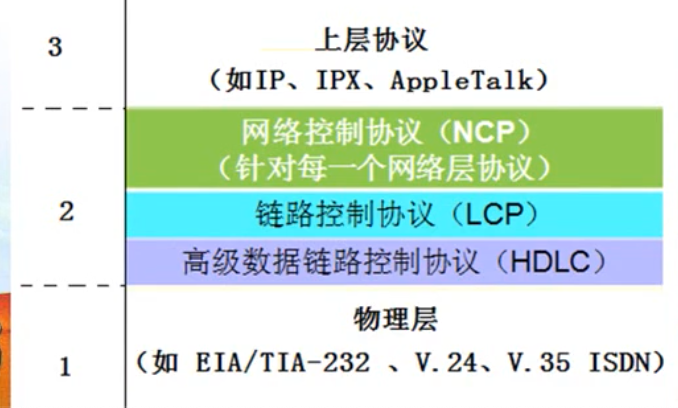 3
上层协议
（如IP、IPX、AppleTalk）
网络控制协议（NCP）
（针对每一个网络层协议）
2
链路控制协议（LCP）
高级数据链路控制协议（HDLC）
物理层
1
（如 EIA/TIA-232 、V.24、V.35 ISDN）